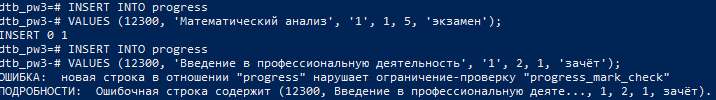 dtb_pw3=# INSERT INTO progress
dtb_pw3-# VALUES (12300, 'Математический анализ', '1', 1, 5, 'экзамен');
INSERT 0 1
dtb_pw3=# INSERT INTO progress
dtb_pw3-# VALUES (12300, 'Введение в профессиональную деятельность', '1', 2, 1, 'зачёт');
ОШИБКА:  новая строка в отношении "progress" нарушает ограничение-проверку "progress_mark_check"
ПОДРОБНОСТИ:  Ошибочная строка содержит (12300, Введение в профессиональную деяте..., 1, 2, 1, зачёт).